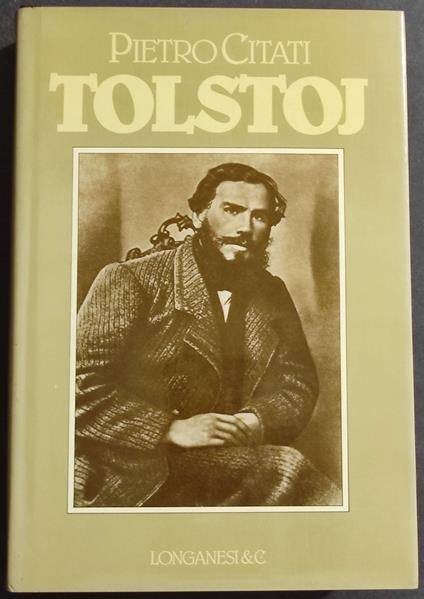 PIETRO CITATI
TOLSTOJ
LONGANESI & C.